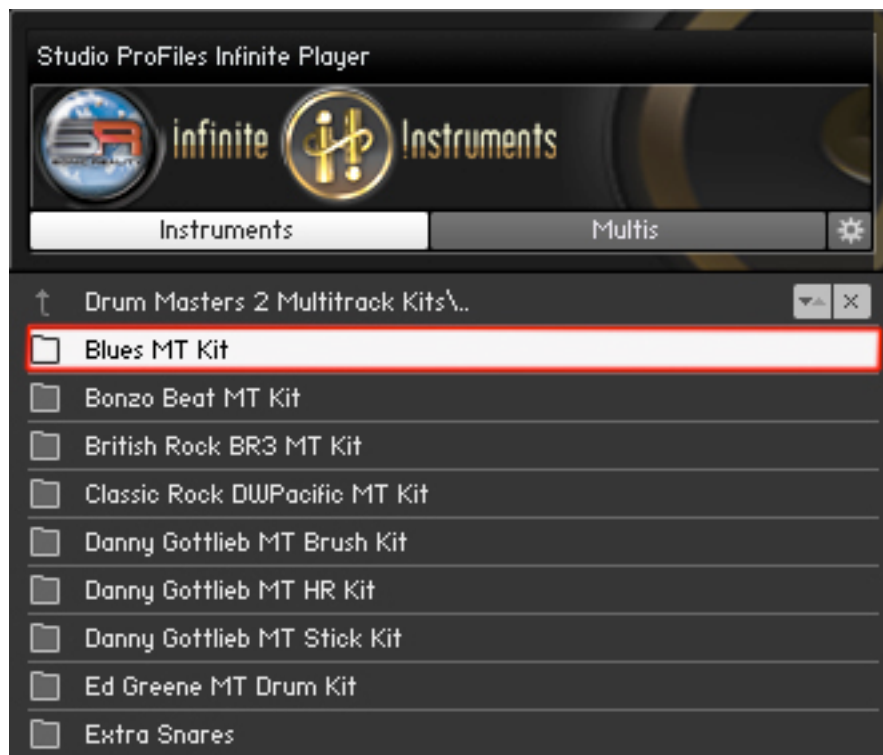 Studio ProFiles Infinite Player
SR infinite Instruments
Instruments Multis
Drum Masters 2 Multitrack Kits\..
Blues MT Kit
Bonzo Beat MT Kit
British Rock BR3 MT Kit
Classic Rock DWPacific MT Kit
Danny Gottlieb MT Brush Kit
Danny Gottlieb MT HR Kit
Danny Gottlieb MT Stick Kit
Ed Greene MT Drum Kit
Extra Snares